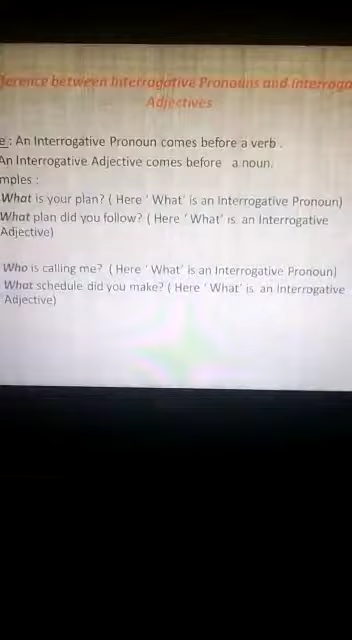 ference between Interrogative Pronouns and Interroga
Adjectives
e : An Interrogative Pronoun comes before a verb .
An Interrogative Adjective comes before a noun.
mples :
What is your plan? ( Here ‘ What’ is an Interrogative Pronoun)
What plan did you follow? ( Here ‘ What’ is an Interrogative
Adjective)
Who is calling me? ( Here ‘ What’ is an Interrogative Pronoun)
What schedule did you make? ( Here ‘ What’ is an Interrogative
Adjective)